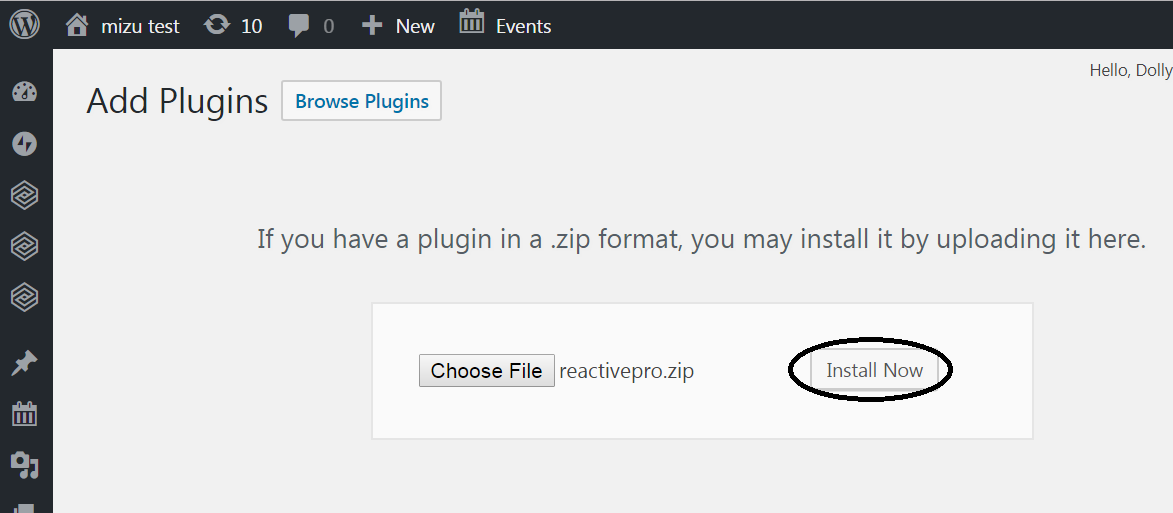 mizu test 10 0 New Events
Hello, Dolly
Add Plugins Browse Plugins
If you have a plugin in a .zip format, you may install it by uploading it here.
Choose File reactivepro.zip Install Now